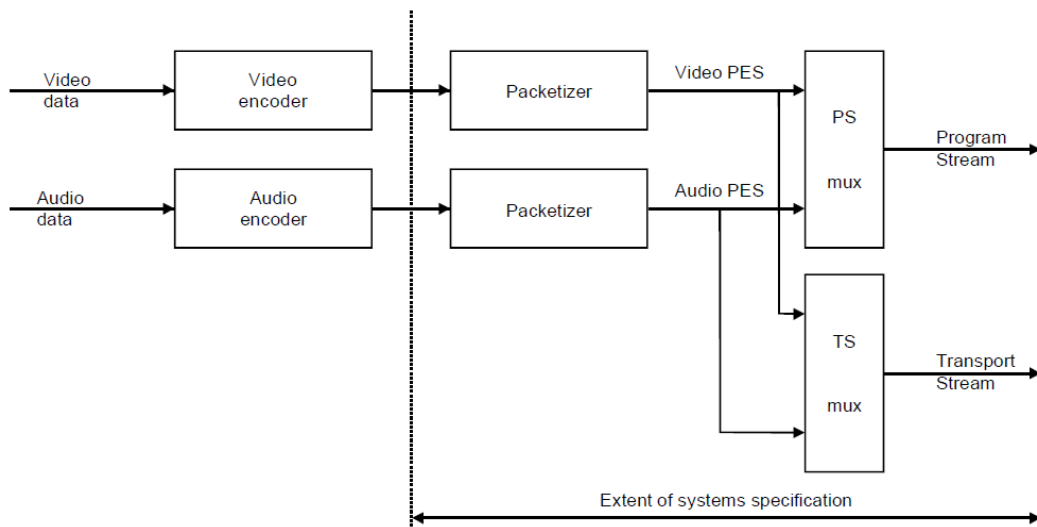 Video
data
Video
encoder
Packetizer
Video PES
PS
mux
Program
Stream
Audio
data
Audio
encoder
Packetizer
Audio PES
TS
mux
Transport
Stream
Extent of systems specification